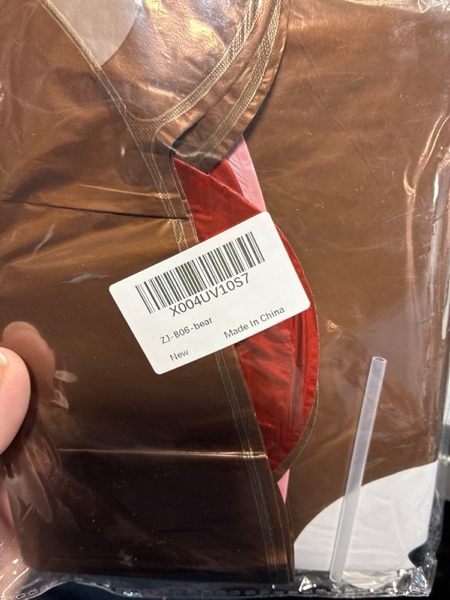 X004UV10S7
ZJ-B06-bear
New Made In China